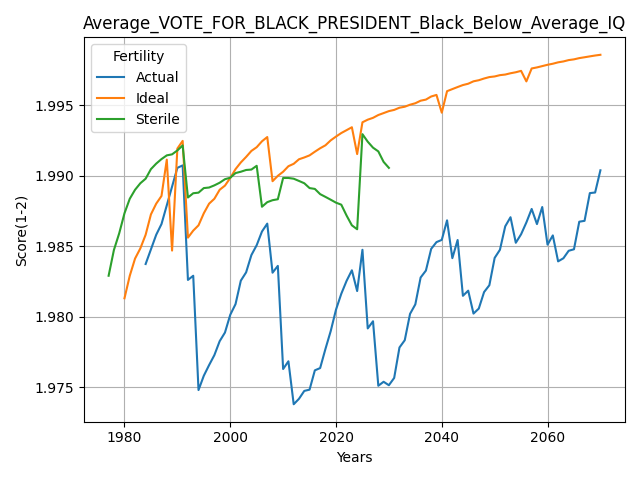 Average_VOTE_FOR_BLACK_PRESIDENT_Black_Below_Average_IQ
Fertility
Actual
Ideal
Sterile
Score(1-2)
1.995
1.990
1.985
1.980
1.975
1980
2000
2020
2040
2060
Years